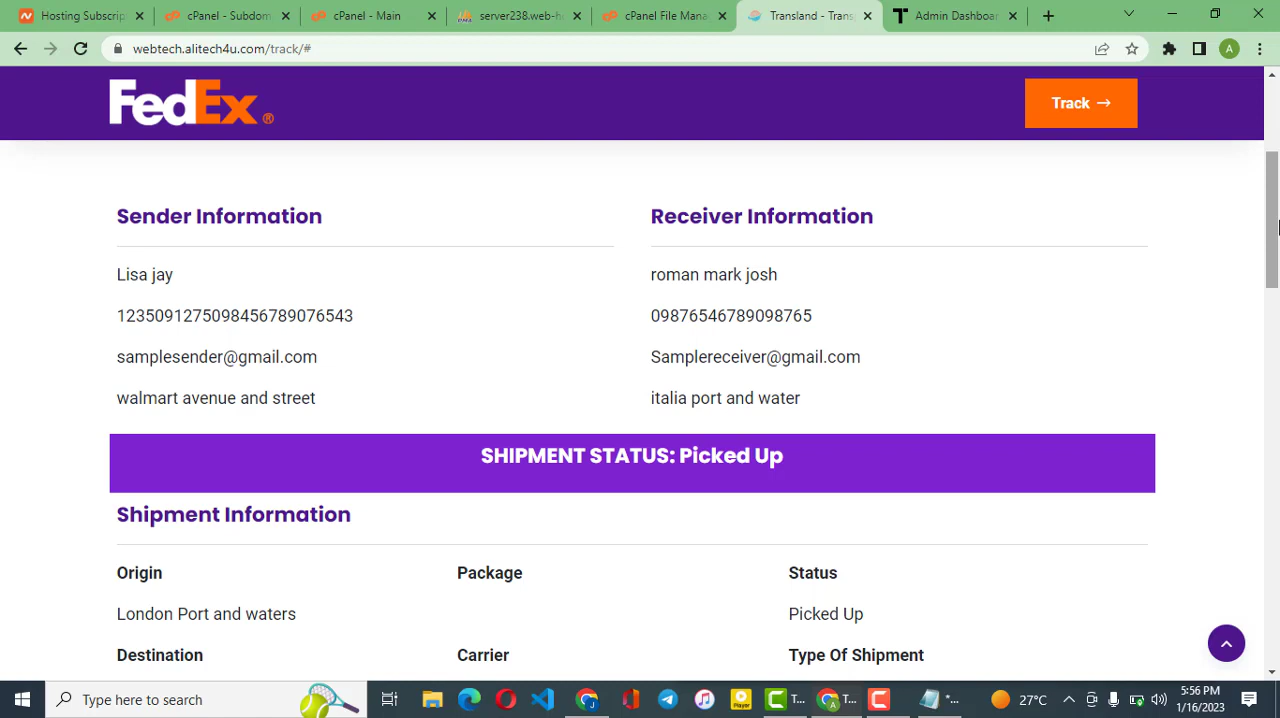 Hosting Subscrip
cPanel - Subdom
cPanel - Main
server238.web-h
cPanel File Mana
Transland - Trans
Admin Dashboar
webtech.alitech4u.com/track/#
A
FedEx®
Track →
Sender Information
Receiver Information
Lisa jay
roman mark josh
1235091275098456789076543
09876546789098765
samplesender@gmail.com
Samplereceiver@gmail.com
walmart avenue and street
italia port and water
SHIPMENT STATUS: Picked Up
Shipment Information
Origin
Package
Status
London Port and waters
Picked Up
Destination
Carrier
Type Of Shipment
Type here to search
T...
T...
27°C
5:56 PM
1/16/2023